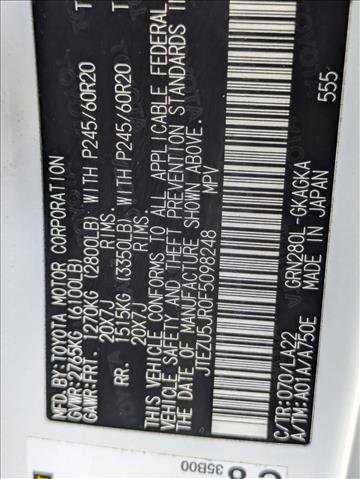 MFD.BY:TOYOTA MOTOR CORPORATION
GVWR:2765KG (6100LB)
GAWR:FRT. 1270KG (2800LB) WITH P245/60R20
20X7J RIMS.
RR. 1515KG (3350LB) WITH P245/60R20
20X7J RIMS.
THIS VEHICLE CONFORMS TO ALL APPLICABLE FEDERAL
VEHICLE SAFETY AND THEFT PREVENTION STANDARDS IN
DATE OF MANUFACTURE SHOWN
JTEZU5JR0F5098248 MPV
C/TR:070/LA22 GRN280L-GKAGKA
A/TM:A01A/A750E MADE IN JAPAN 555
35B00